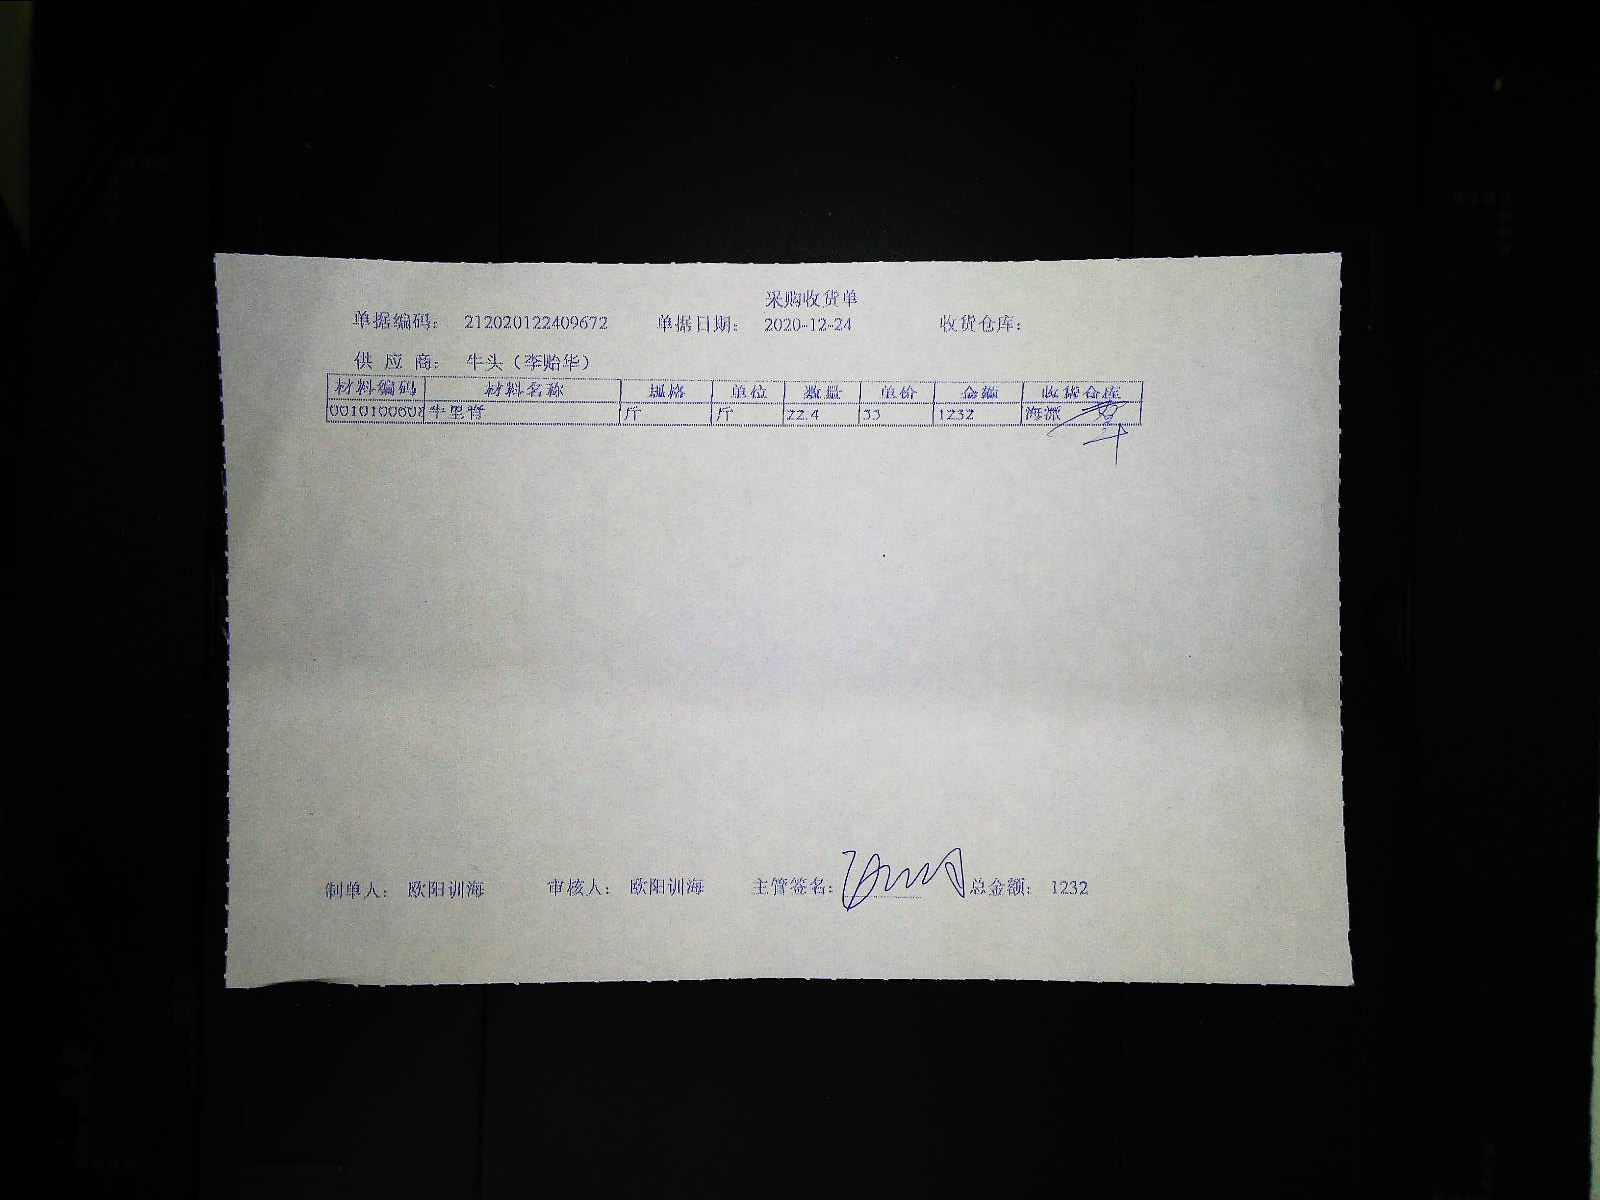 采购收货单
单据编码： 212020122409672 单据日期： 2020-12-24 收货仓库：
供 应 商： 牛头（李贻华）
材料编码 材料名称 规格 单位 数量 单价 金额 收货仓库
0010100608 牛里脊 斤 斤 22.4 55 1232 海派
制单人： 欧阳训海 审核人： 欧阳训海 主管签名： 总金额： 1232